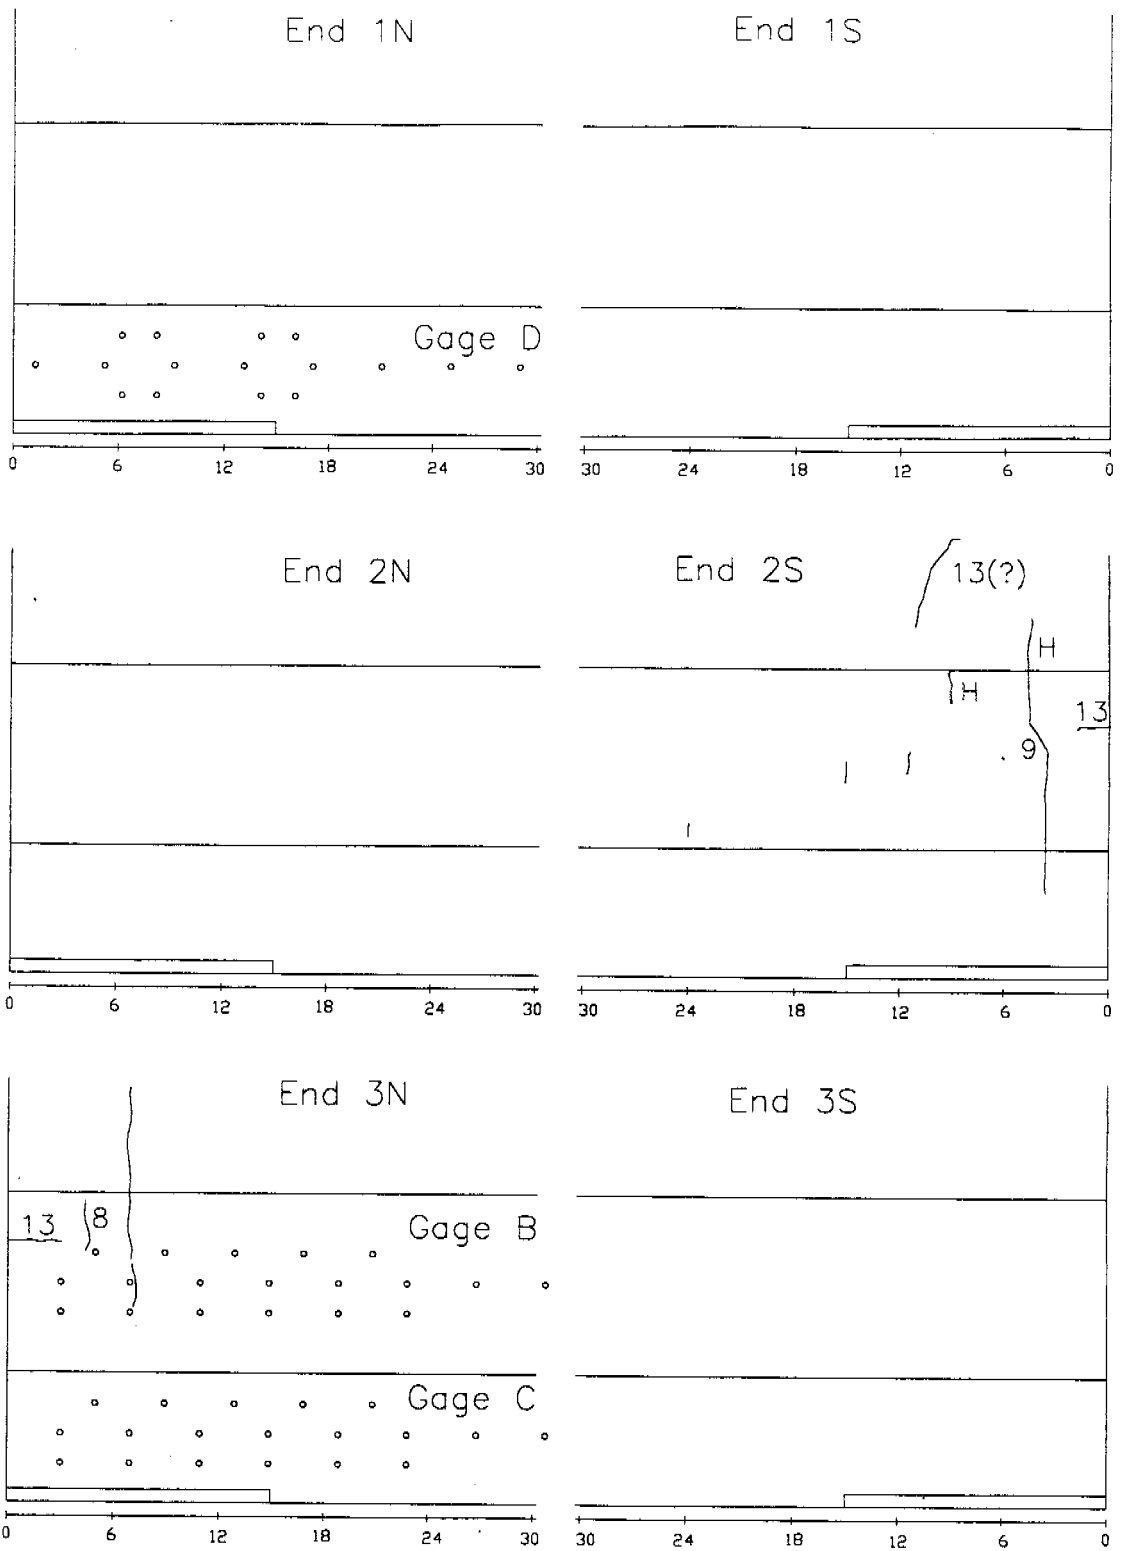 End 1N
End 1S
Gage D
0 6 12 18 24 30
30 24 18 12 6 0
End 2N
End 2S
13(?)
H
H
13
9
0 6 12 18 24 30
30 24 18 12 6 0
End 3N
End 3S
13
8
Gage B
Gage C
0 6 12 18 24 30
30 24 18 12 6 0